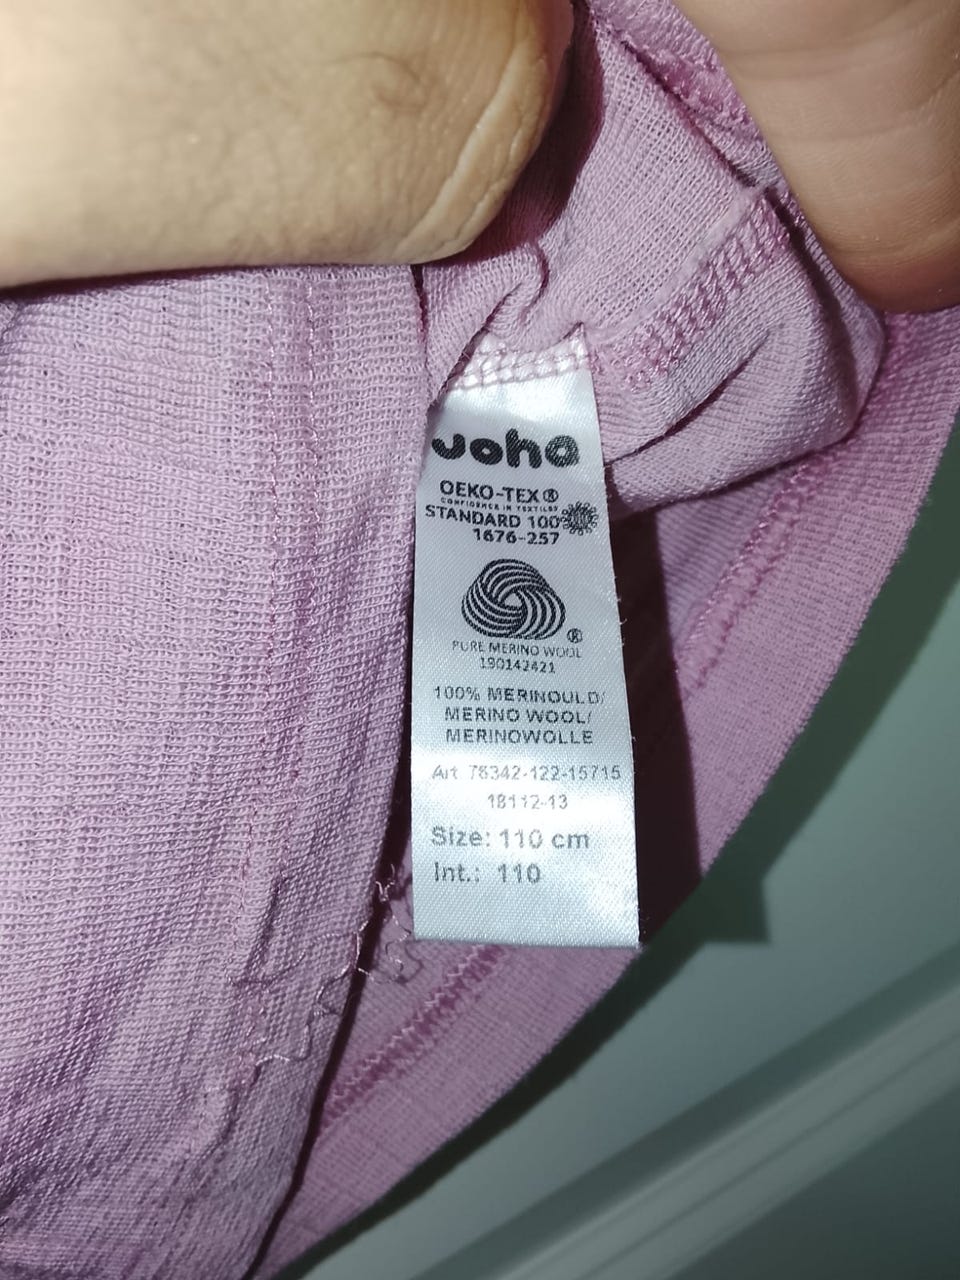 Joha
OEKO-TEX®
CONFIDENCE IN TEXTILES
STANDARD 100
1676-257
®
PURE MERINO WOOL
190142421
100% MERINOULD/
MERINO WOOL/
MERINOWOLLE
Art. 76342-122-15715
18112-13
Size: 110 cm
Int.: 110